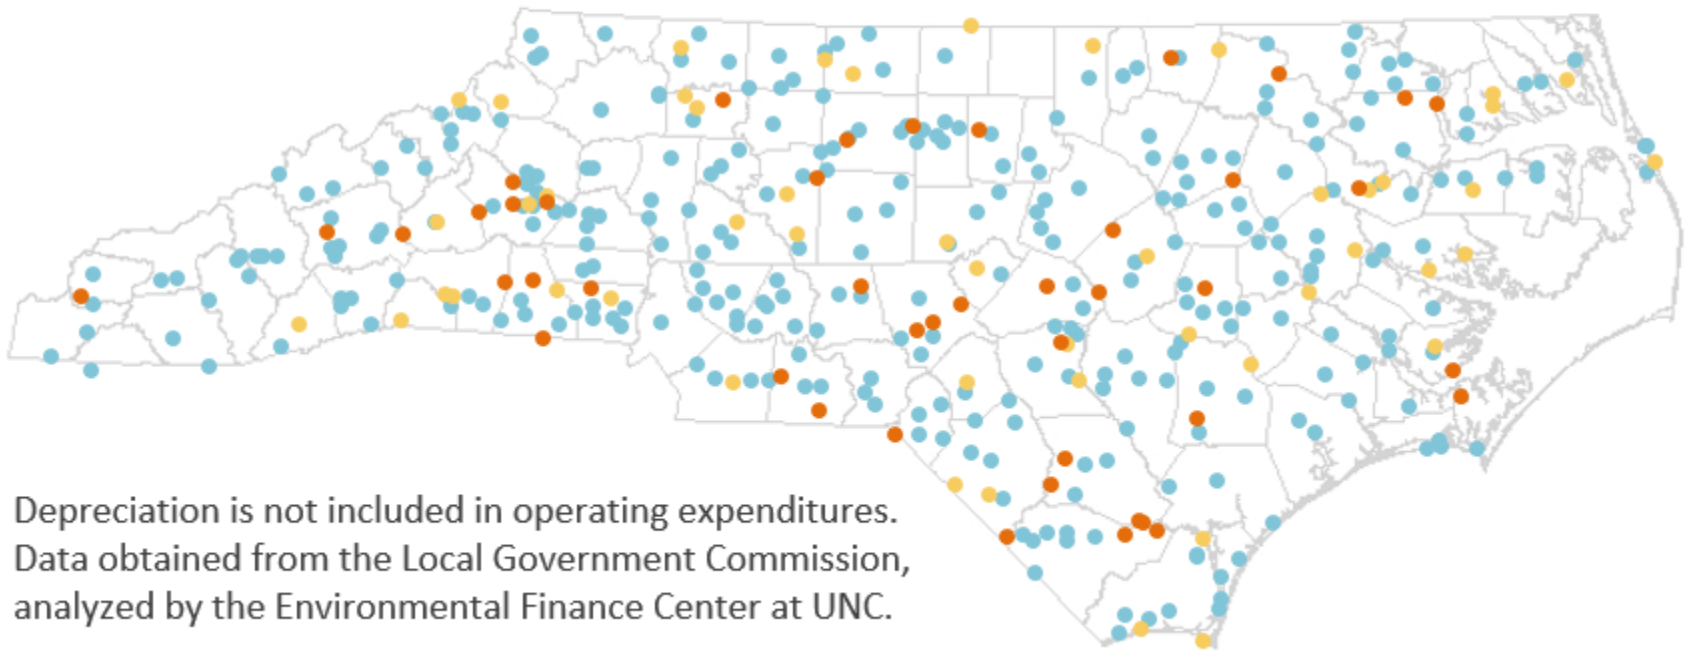 Depreciation is not included in operating expenditures.
Data obtained from the Local Government Commission,
analyzed by the Environmental Finance Center at UNC.